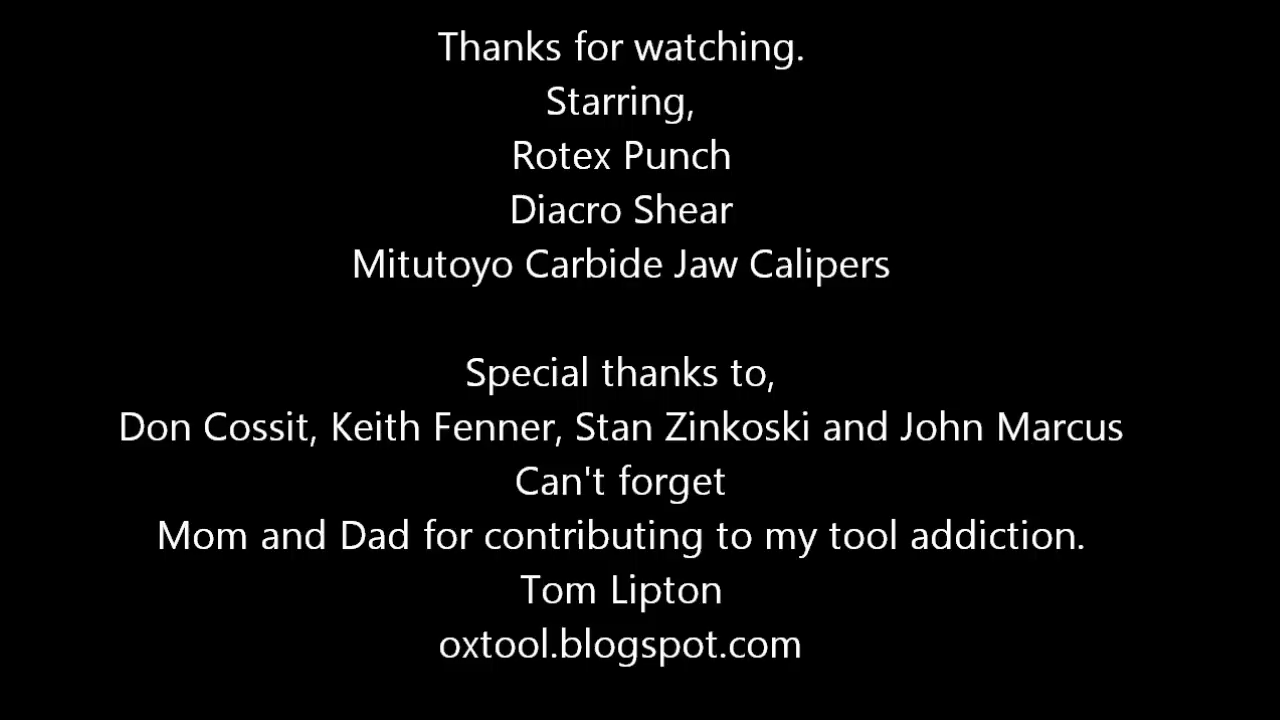 Thanks for watching.
Starring,
Rotex Punch
Diacro Shear
Mitutoyo Carbide Jaw Calipers
Special thanks to,
Don Cossit, Keith Fenner, Stan Zinkoski and John Marcus
Can't forget
Mom and Dad for contributing to my tool addiction.
Tom Lipton
oxtool.blogspot.com